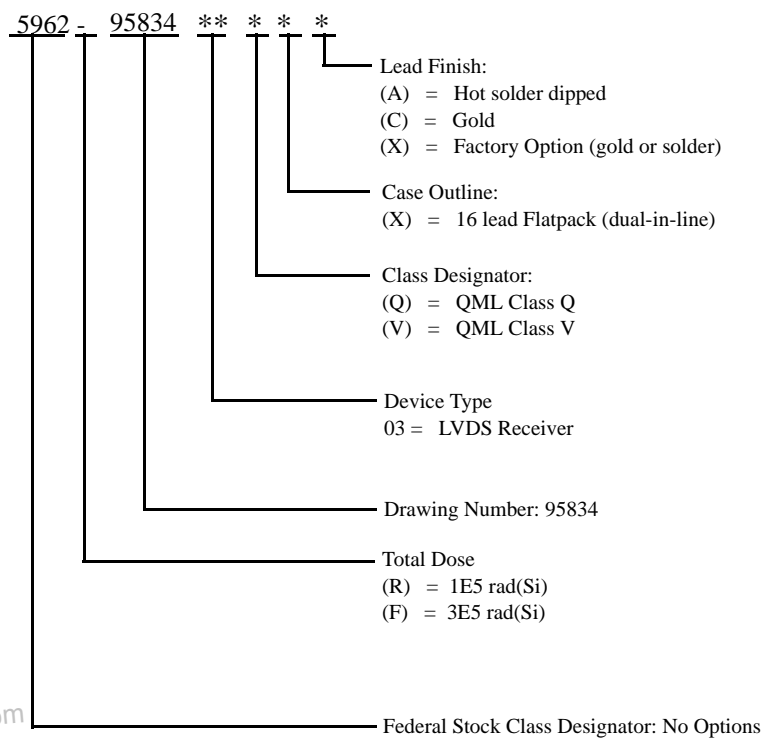 5962 - 95834 ** * * *
Lead Finish:
(A) = Hot solder dipped
(C) = Gold
(X) = Factory Option (gold or solder)
Case Outline:
(X) = 16 lead Flatpack (dual-in-line)
Class Designator:
(Q) = QML Class Q
(V) = QML Class V
Device Type
03 = LVDS Receiver
Drawing Number: 95834
Total Dose
(R) = 1E5 rad(Si)
(F) = 3E5 rad(Si)
om
Federal Stock Class Designator: No Options